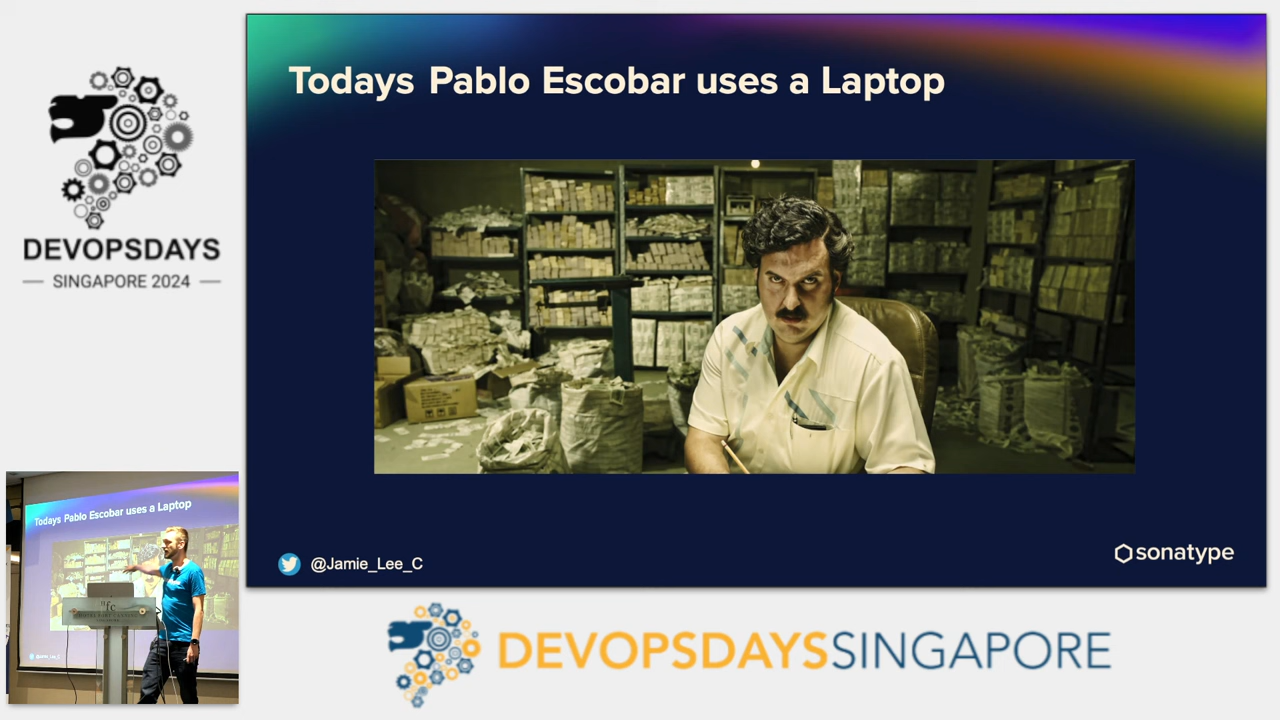 Todays Pablo Escobar uses a Laptop
DEVOPSDAYS
SINGAPORE 2024
Todays Pablo Escobar uses a Laptop
@Jamie_Lee_C
sonatype
DEVOPSDAYSSINGAPORE